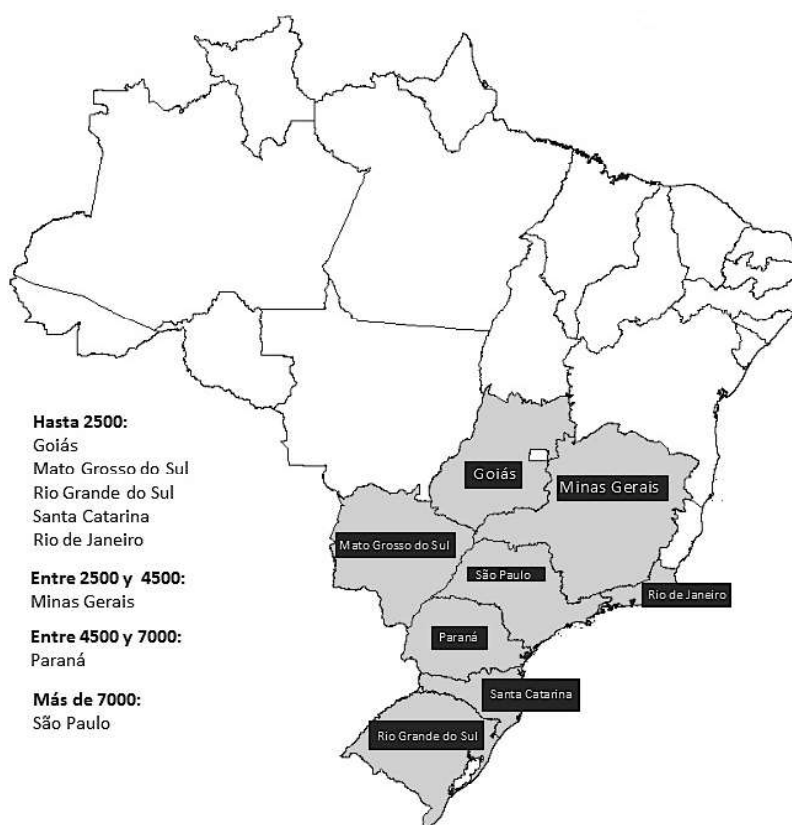 Hasta 2500:
Goiás
Mato Grosso do Sul
Rio Grande do Sul
Santa Catarina
Rio de Janeiro
Entre 2500 y 4500:
Minas Gerais
Entre 4500 y 7000:
Paraná
Más de 7000:
São Paulo
Goiás
Minas Gerais
Mato Grosso do Sul
São Paulo
Rio de Janeiro
Paraná
Santa Catarina
Rio Grande do Sul